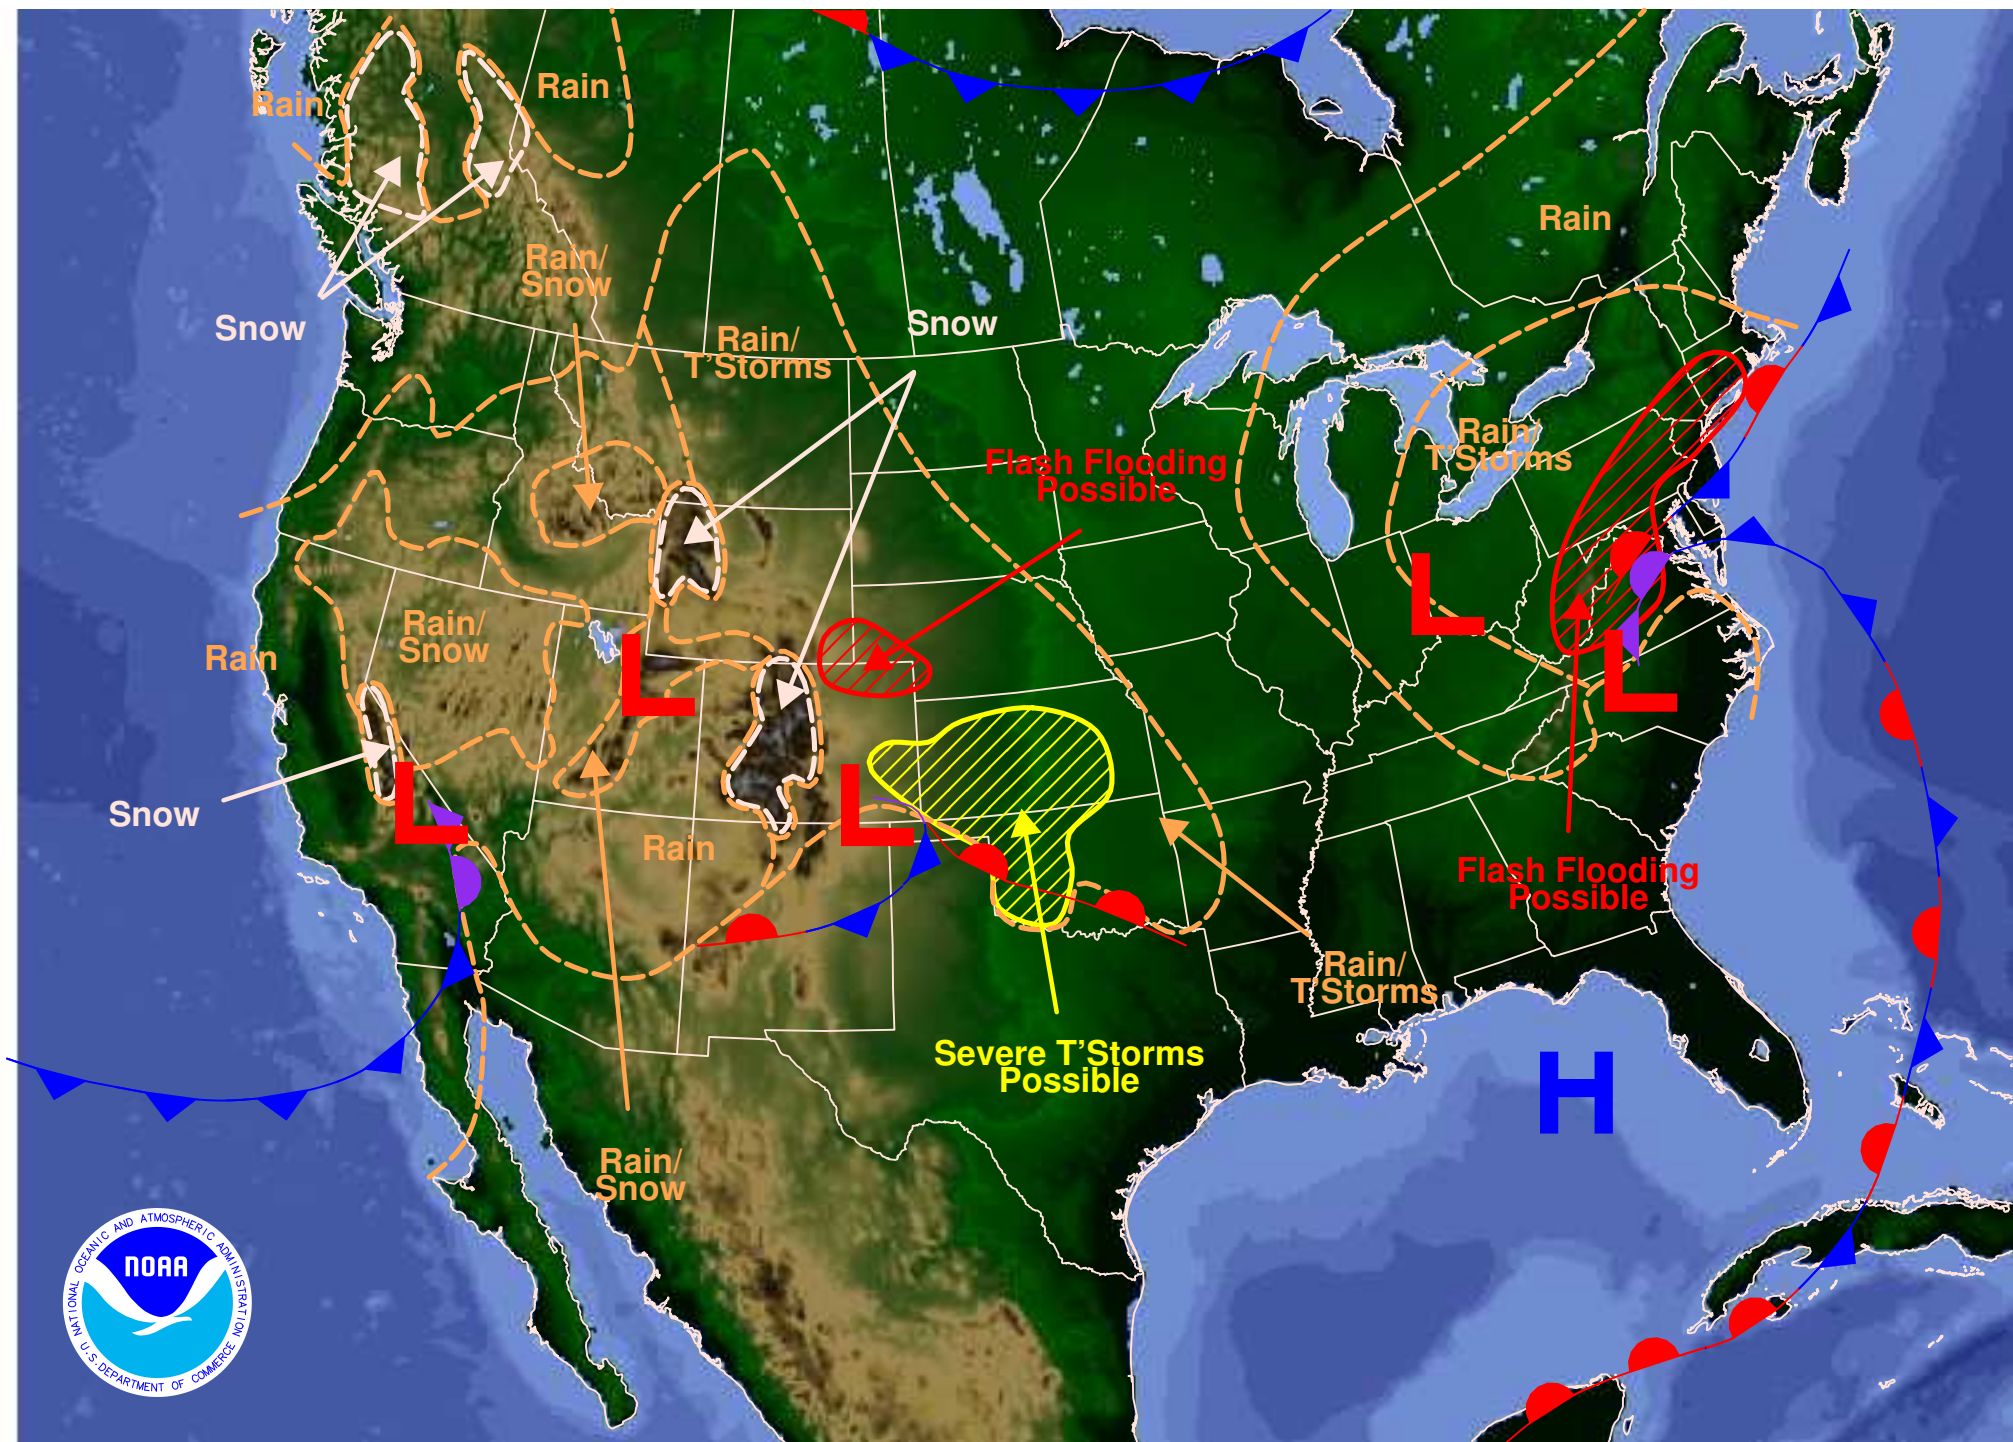 Rain
Rain
Rain
Rain/
Snow
Snow
Snow
Rain/
T'Storms
Rain/
T'Storms
Flash Flooding
Possible
Rain/
Snow
Rain
L
L
L
Snow
L
L
L
Rain
Flash Flooding
Possible
Rain/
T'Storms
Severe T'Storms
Possible
H
Rain/
Snow
NATIONAL OCEANIC AND ATMOSPHERIC ADMINISTRATION
NOAA
U.S. DEPARTMENT OF COMMERCE